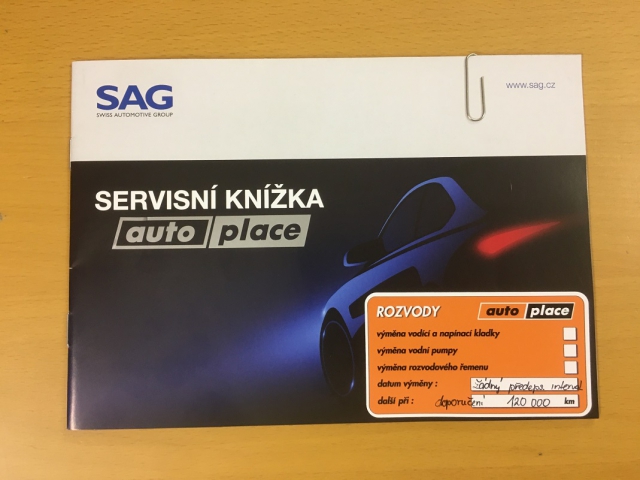 SAG
SWISS AUTOMOTIVE GROUP
www.sag.cz
SERVISNÍ KNÍŽKA
auto place
ROZVODY auto place
výměna vodící a napínací kladky
výměna vodní pumpy
výměna rozvodového řemenu
datum výměny : žádný předeps. interval
další při : doporučení 120 000 km